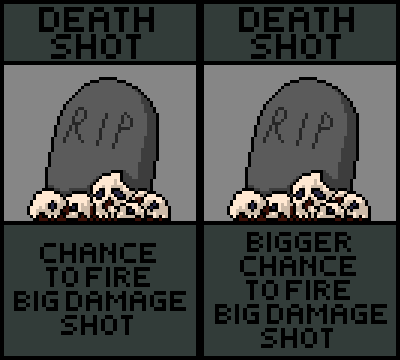 DEATH
SHOT
RIP
CHANCE
TO FIRE
BIG DAMAGE
SHOT
DEATH
SHOT
RIP
BIGGER
CHANCE
TO FIRE
BIG DAMAGE
SHOT